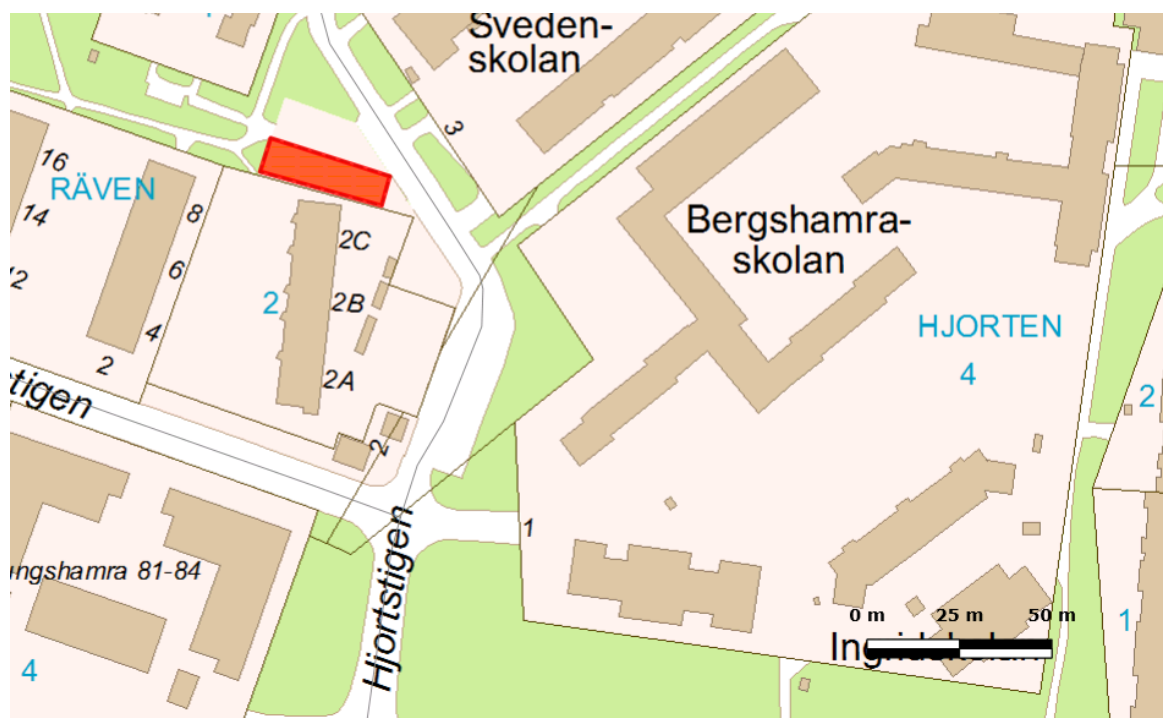 Sveden-
skolan
3
16
RÄVEN
14
8
12
6
4
2
2C
2
2B
2A
2
Bergshamra-
skolan
HJORTEN
4
2
stigen
1
Hjortstigen
ngshamra 81-84
4
1
0 m 25 m 50 m